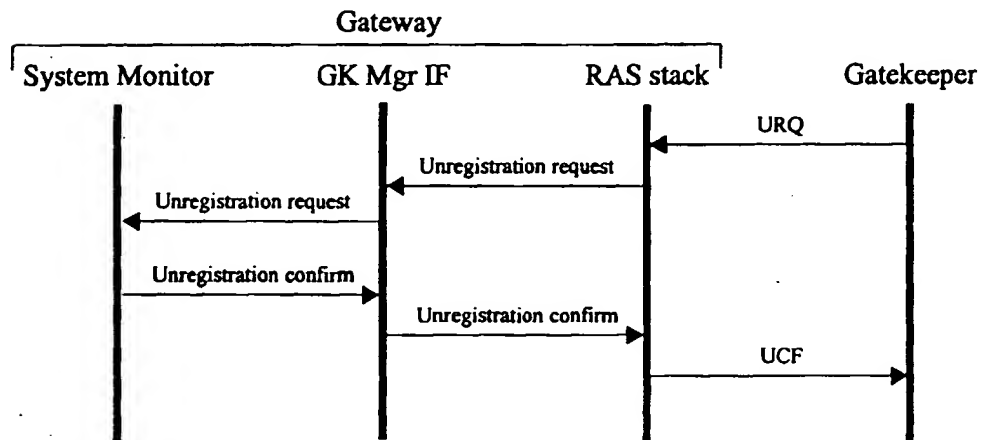 Gateway
System Monitor
GK Mgr IF
RAS stack
Gatekeeper
URQ
Unregistration request
Unregistration request
Unregistration confirm
Unregistration confirm
UCF